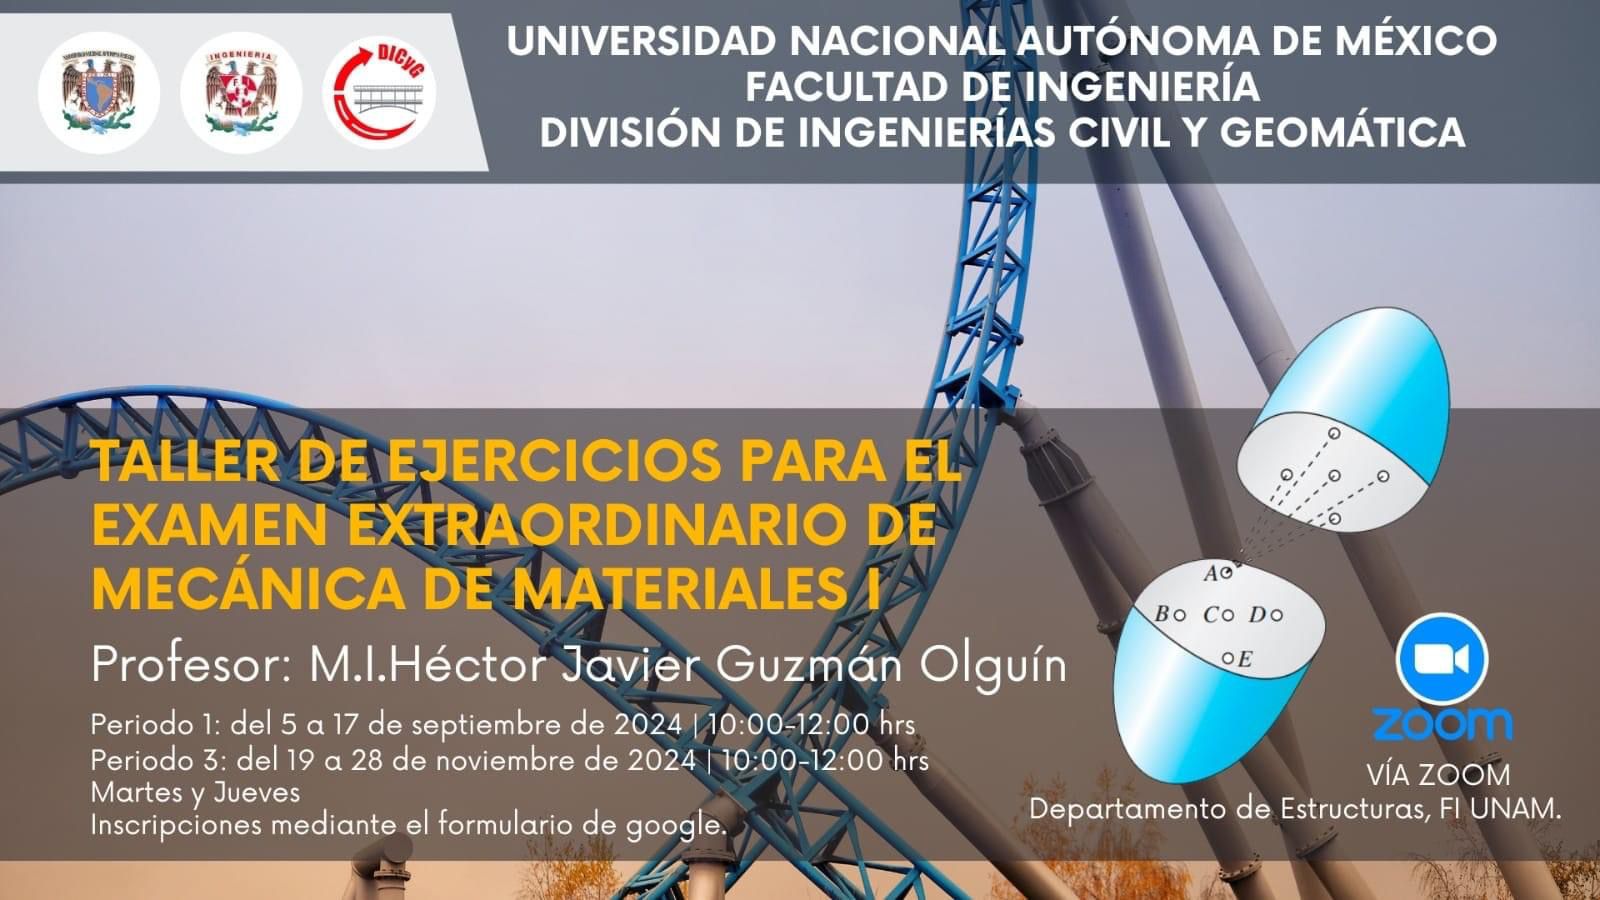 INGENIERIA
DICyG
UNIVERSIDAD NACIONAL AUTÓNOMA DE MÉXICO
FACULTAD DE INGENIERÍA
DIVISIÓN DE INGENIERÍAS CIVIL Y GEOMÁTICA
TALLER DE EJERCICIOS PARA EL
EXAMEN EXTRAORDINARIO DE
MECÁNICA DE MATERIALES I
Profesor: M.I.Héctor Javier Guzmán Olguín
Periodo 1: del 5 a 17 de septiembre de 2024 | 10:00-12:00 hrs
Periodo 3: del 19 a 28 de noviembre de 2024 | 10:00-12:00 hrs
Martes y Jueves
Inscripciones mediante el formulario de google.
A
B C D
E
zoom
VÍA ZOOM
Departamento de Estructuras, FI UNAM.